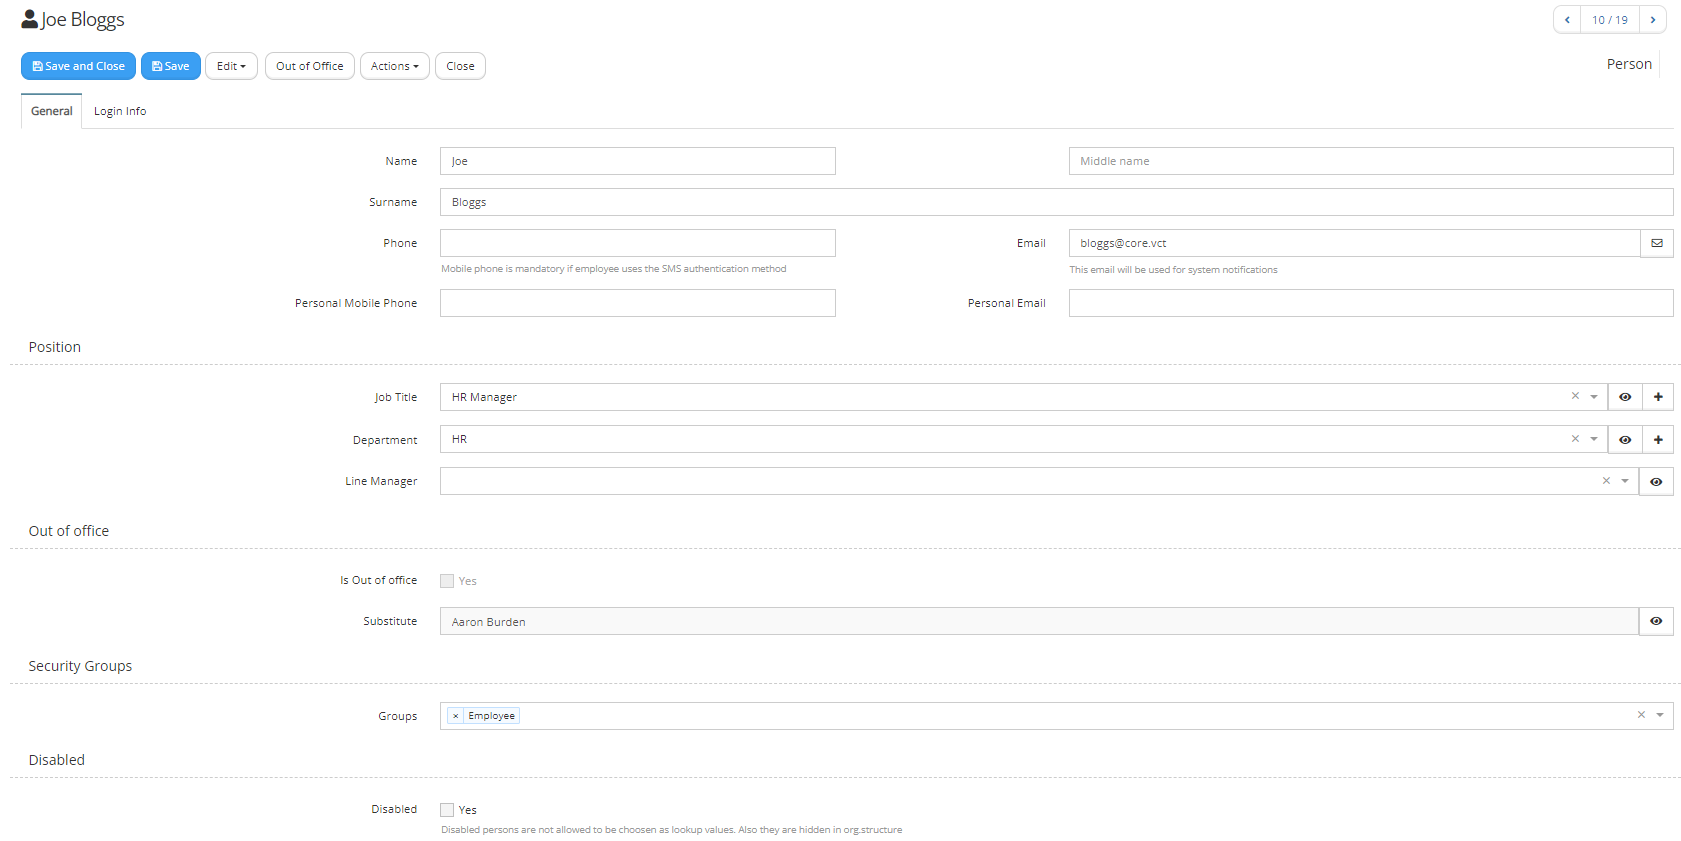 Joe Bloggs
10 / 19
Save and Close
Save
Edit
Out of Office
Actions
Close
Person
General
Login Info
Name
Joe
Middle name
Surname
Bloggs
Phone
Email
bloggs@core.vct
Mobile phone is mandatory if employee uses the SMS authentication method
This email will be used for system notifications
Personal Mobile Phone
Personal Email
Position
Job Title
HR Manager
Department
HR
Line Manager
Out of office
Is Out of office
Yes
Substitute
Aaron Burden
Security Groups
Groups
× Employee
Disabled
Disabled
Yes
Disabled persons are not allowed to be choosen as lookup values. Also they are hidden in org.structure